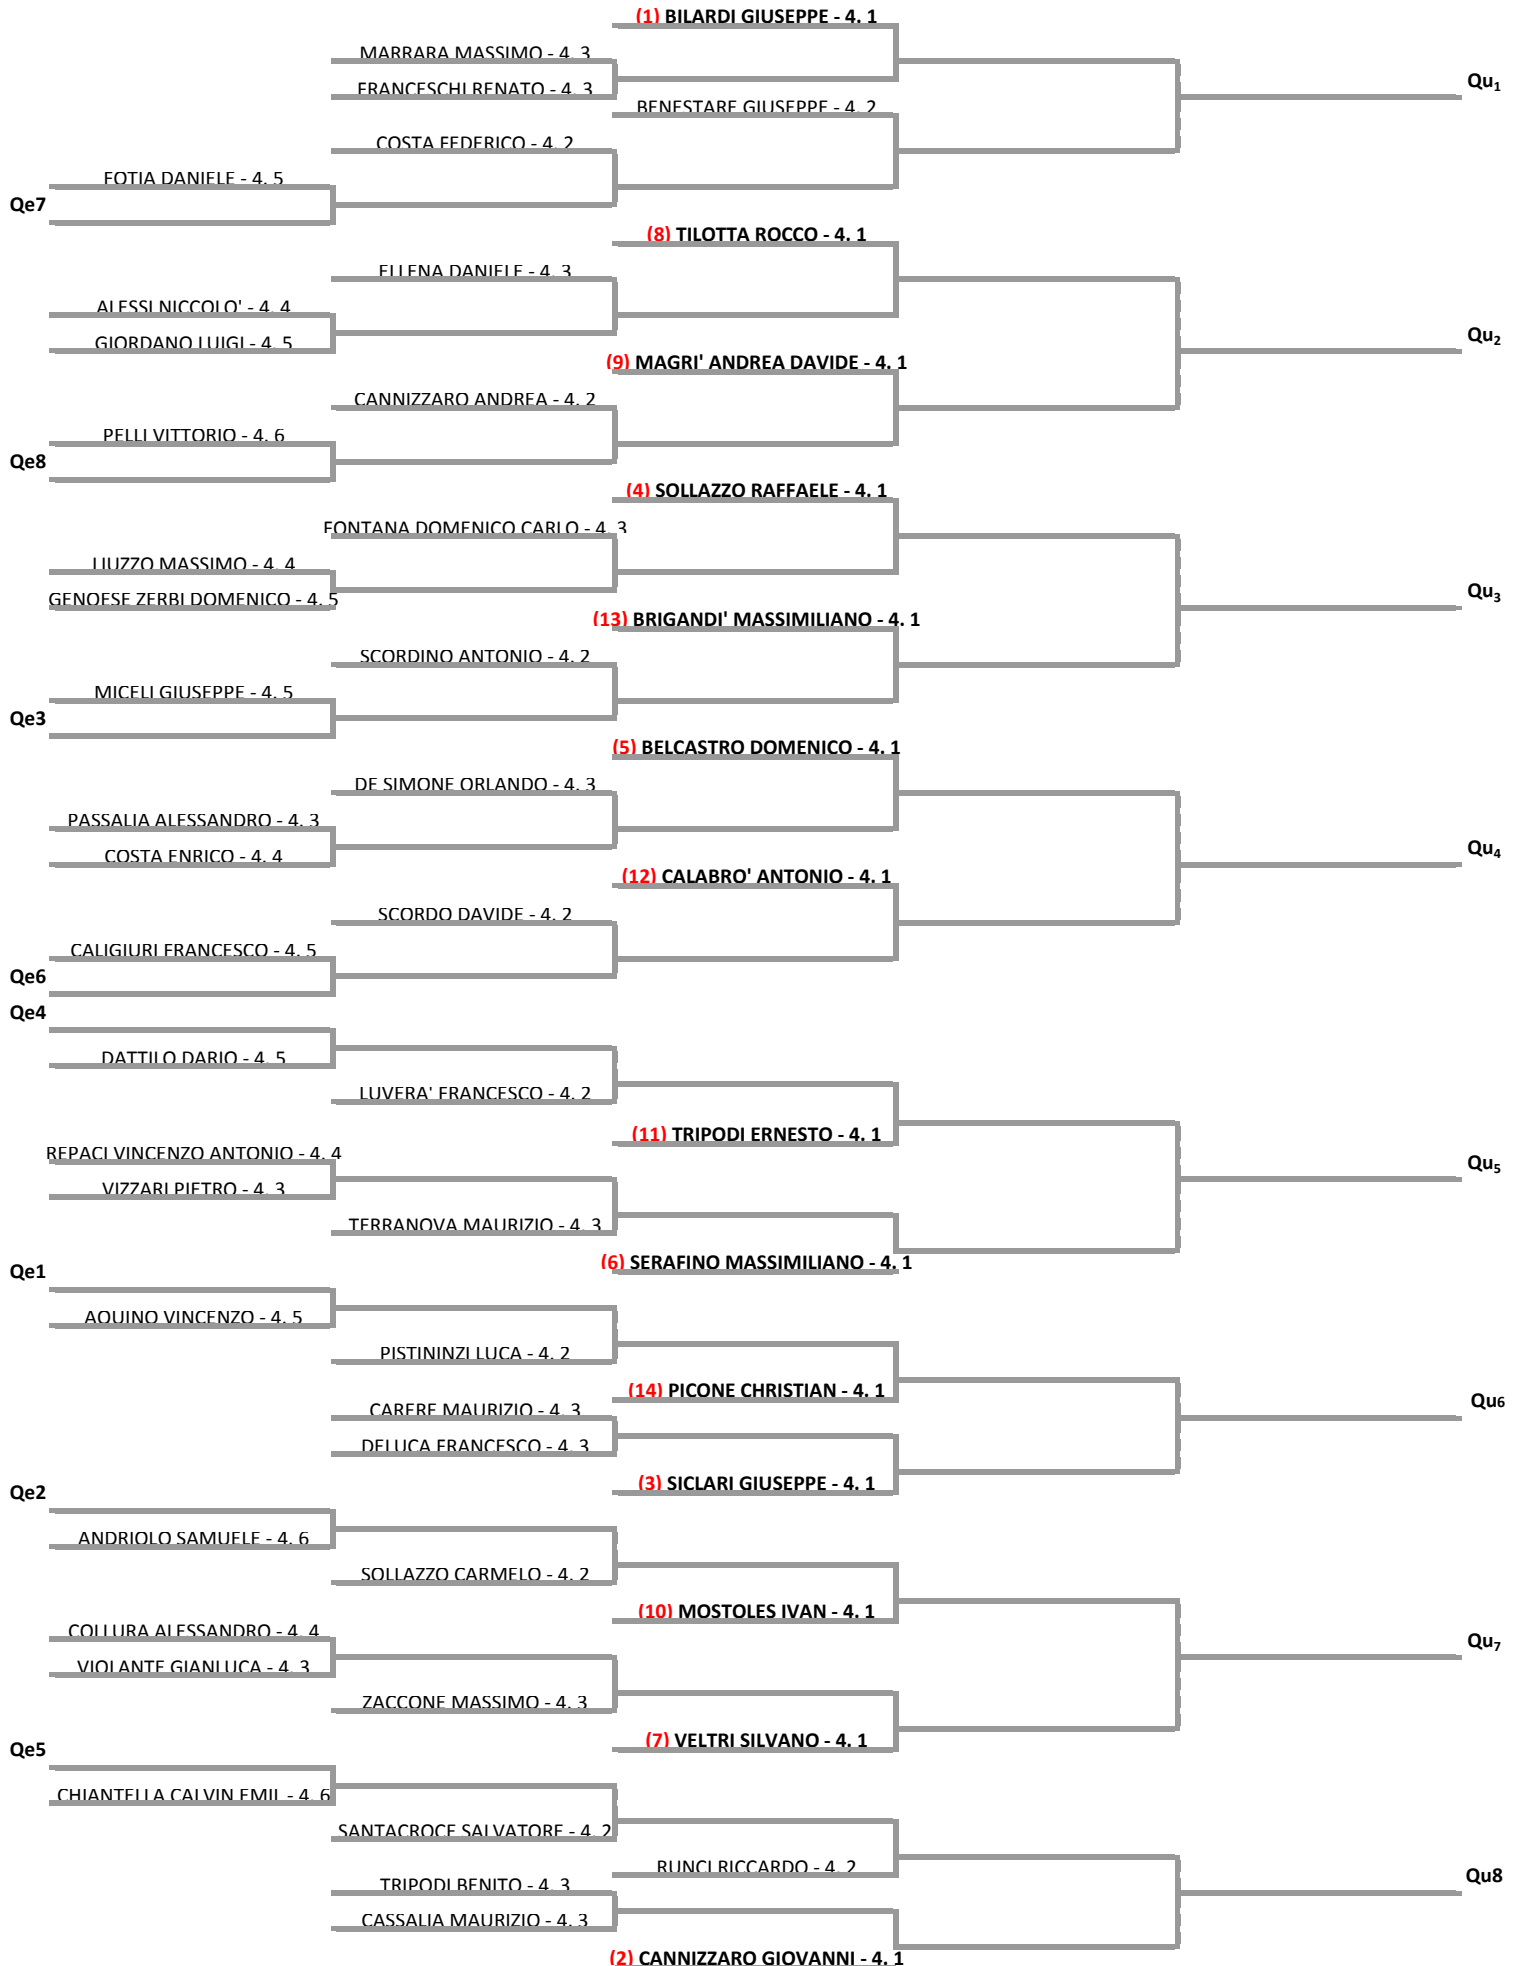 (1) BILARDI GIUSEPPE - 4. 1
MARRARA MASSIMO - 4. 3
Qu1
FRANCESCHI RENATO - 4. 3
BENESTARE GIUSEPPE - 4. 2
COSTA FEDERICO - 4. 2
FOTIA DANIELE - 4. 5
Qe7
(8) TILOTTA ROCCO - 4. 1
ELLENA DANIELE - 4. 3
ALESSI NICCOLO' - 4. 4
Qu2
GIORDANO LUIGI - 4. 5
(9) MAGRI' ANDREA DAVIDE - 4. 1
CANNIZZARO ANDREA - 4. 2
PELLI VITTORIO - 4. 6
Qe8
(4) SOLLAZZO RAFFAELE - 4. 1
FONTANA DOMENICO CARLO - 4. 3
LIUZZO MASSIMO - 4. 4
Qu3
GENOESE ZERBI DOMENICO - 4. 5
(13) BRIGANDI' MASSIMILIANO - 4. 1
SCORDINO ANTONIO - 4. 2
MICELI GIUSEPPE - 4. 5
Qe3
(5) BELCASTRO DOMENICO - 4. 1
DE SIMONE ORLANDO - 4. 3
PASSALIA ALESSANDRO - 4. 3
Qu4
COSTA ENRICO - 4. 4
(12) CALABRO' ANTONIO - 4. 1
SCORDO DAVIDE - 4. 2
CALIGIURI FRANCESCO - 4. 5
Qe6
Qe4
DATTILO DARIO - 4. 5
LUVERA' FRANCESCO - 4. 2
(11) TRIPODI ERNESTO - 4. 1
REPACI VINCENZO ANTONIO - 4. 4
Qu5
VIZZARI PIETRO - 4. 3
TERRANOVA MAURIZIO - 4. 3
(6) SERAFINO MASSIMILIANO - 4. 1
Qe1
AQUINO VINCENZO - 4. 5
PISTININZI LUCA - 4. 2
(14) PICONE CHRISTIAN - 4. 1
Qu6
CARERE MAURIZIO - 4. 3
DELUCA FRANCESCO - 4. 3
(3) SICLARI GIUSEPPE - 4. 1
Qe2
ANDRIOLO SAMUELE - 4. 6
SOLLAZZO CARMELO - 4. 2
(10) MOSTOLES IVAN - 4. 1
COLLURA ALESSANDRO - 4. 4
Qu7
VIOLANTE GIANLUCA - 4. 3
ZACCONE MASSIMO - 4. 3
(7) VELTRI SILVANO - 4. 1
Qe5
CHIANTELLA CALVIN EMIL - 4. 6
SANTACROCE SALVATORE - 4. 2
RUNCI RICCARDO - 4. 2
Qu8
TRIPODI BENITO - 4. 3
CASSALIA MAURIZIO - 4. 3
(2) CANNIZZARO GIOVANNI - 4. 1